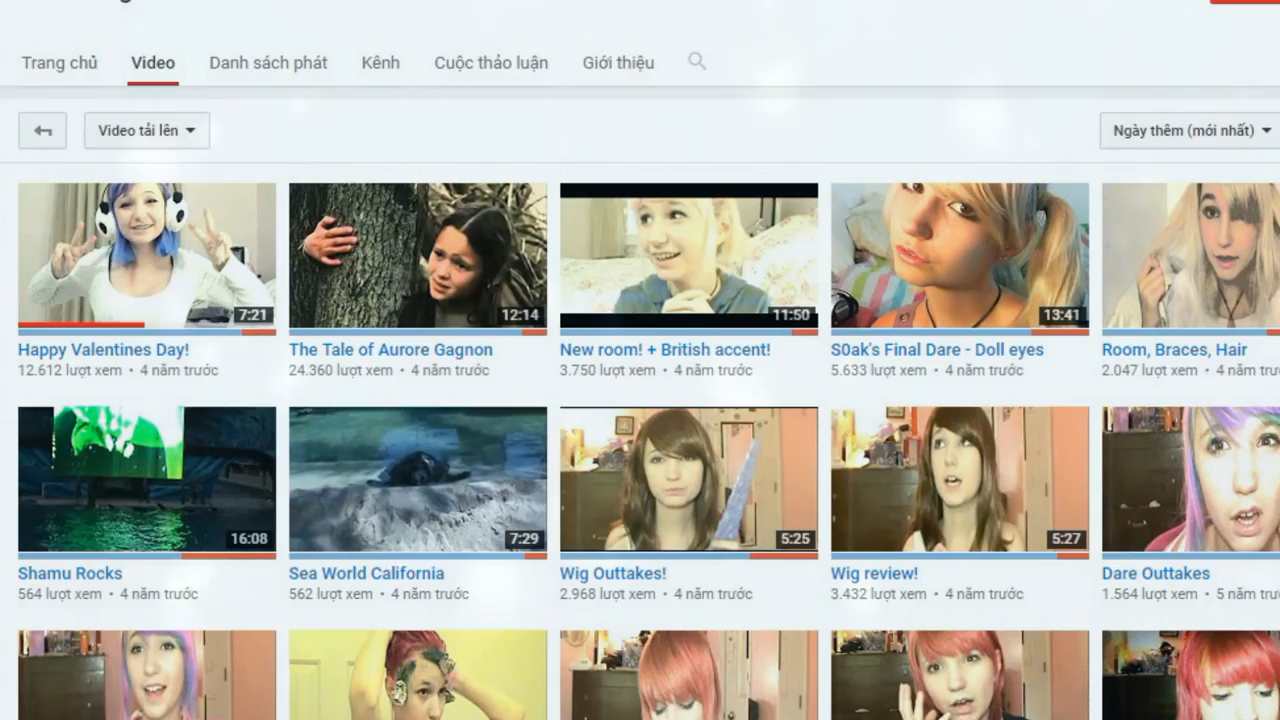 Trang chủ Video Danh sách phát Kênh Cuộc thảo luận Giới thiệu
Video tải lên Ngày thêm (mới nhất)
7:21 12:14 11:50 13:41
Happy Valentines Day! The Tale of Aurore Gagnon New room! + British accent! S0ak's Final Dare - Doll eyes Room, Braces, Hair
12.612 lượt xem • 4 năm trước 24.360 lượt xem • 4 năm trước 3.750 lượt xem • 4 năm trước 5.633 lượt xem • 4 năm trước 2.047 lượt xem • 4 năm
16:08 7:29 5:25 5:27
Shamu Rocks Sea World California Wig Outtakes! Wig review! Dare Outtakes
564 lượt xem • 4 năm trước 562 lượt xem • 4 năm trước 2.968 lượt xem • 4 năm trước 3.432 lượt xem • 4 năm trước 1.564 lượt xem • 5 năm